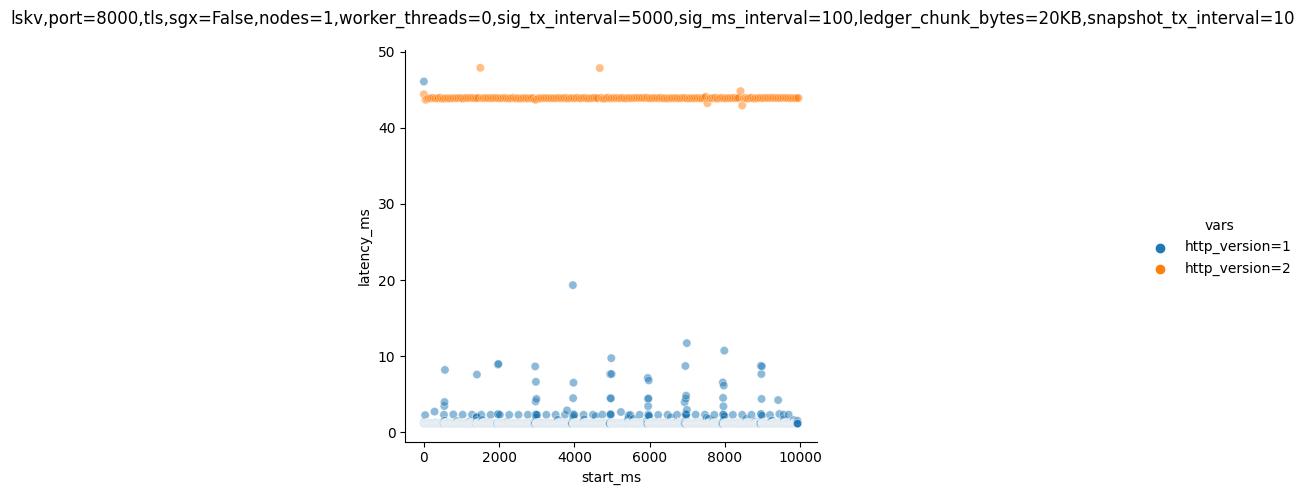 lskv,port=8000,tls,sgx=False,nodes=1,worker_threads=0,sig_tx_interval=5000,sig_ms_interval=100,ledger_chunk_bytes=20KB,snapshot_tx_interval=10
50
40
30
20
10
0
latency_ms
0 2000 4000 6000 8000 10000
start_ms
vars
http_version=1
http_version=2